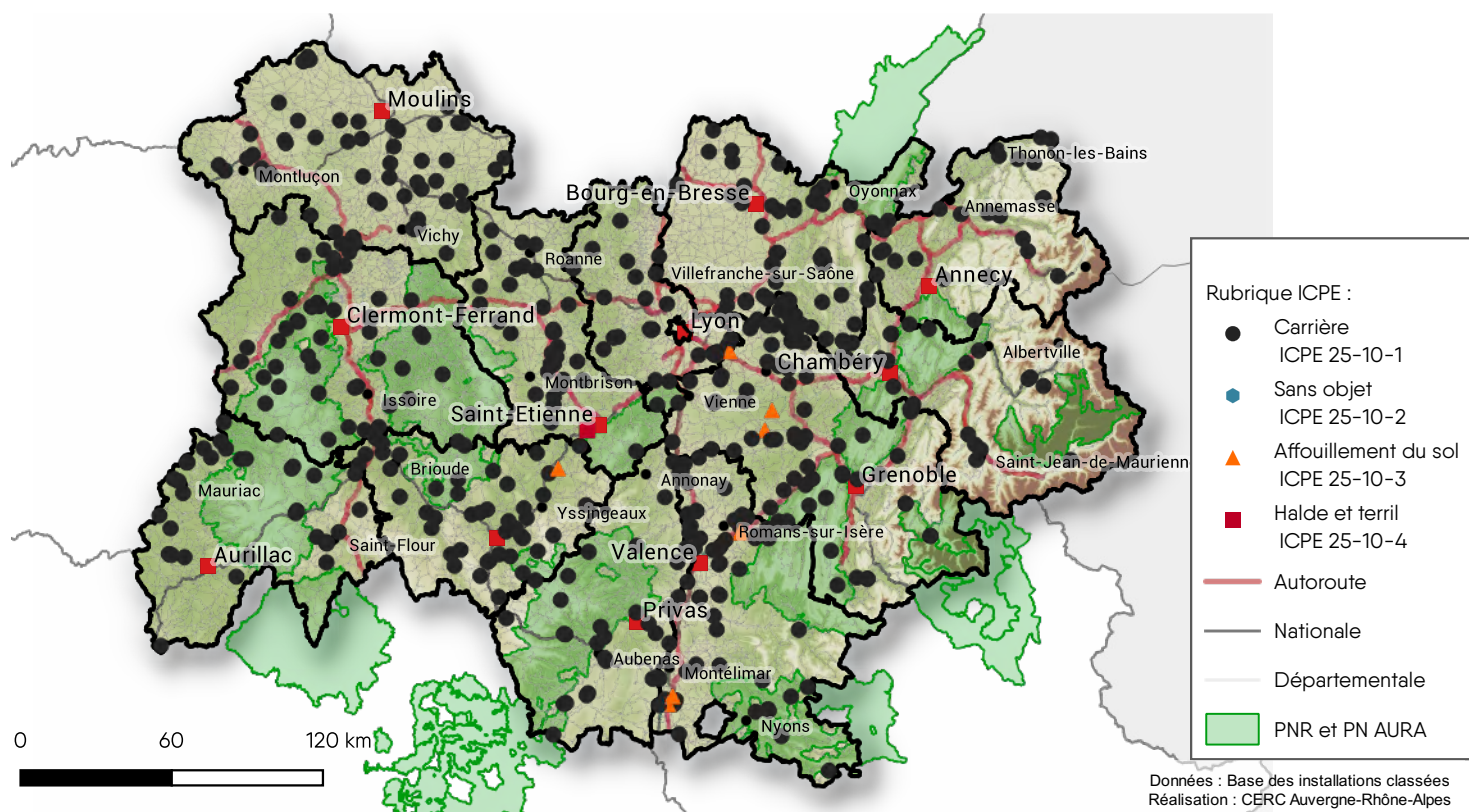 Moulins
Thonon-les-Bains
Montluçon
Bourg-en-Bresse
Oyonnax
Annemasse
Vichy
Roanne
Villefranche-sur-Saône
Annecy
Clermont-Ferrand
Lyon
Albertville
Chambéry
Montbrison
Issoire
Vienne
Saint-Etienne
Saint-Jean-de-Maurienn
Brioude
Grenoble
Mauriac
Annonay
Yssingeaux
Romans-sur-Isère
Saint-Flour
Valence
Aurillac
Privas
Aubenas
Montélimar
Nyons
0 60 120 km
Rubrique ICPE :
Carrière
ICPE 25-10-1
Sans objet
ICPE 25-10-2
Affouillement du sol
ICPE 25-10-3
Halde et terril
ICPE 25-10-4
Autoroute
Nationale
Départementale
PNR et PN AURA
Données : Base des installations classées
Réalisation : CERC Auvergne-Rhône-Alpes